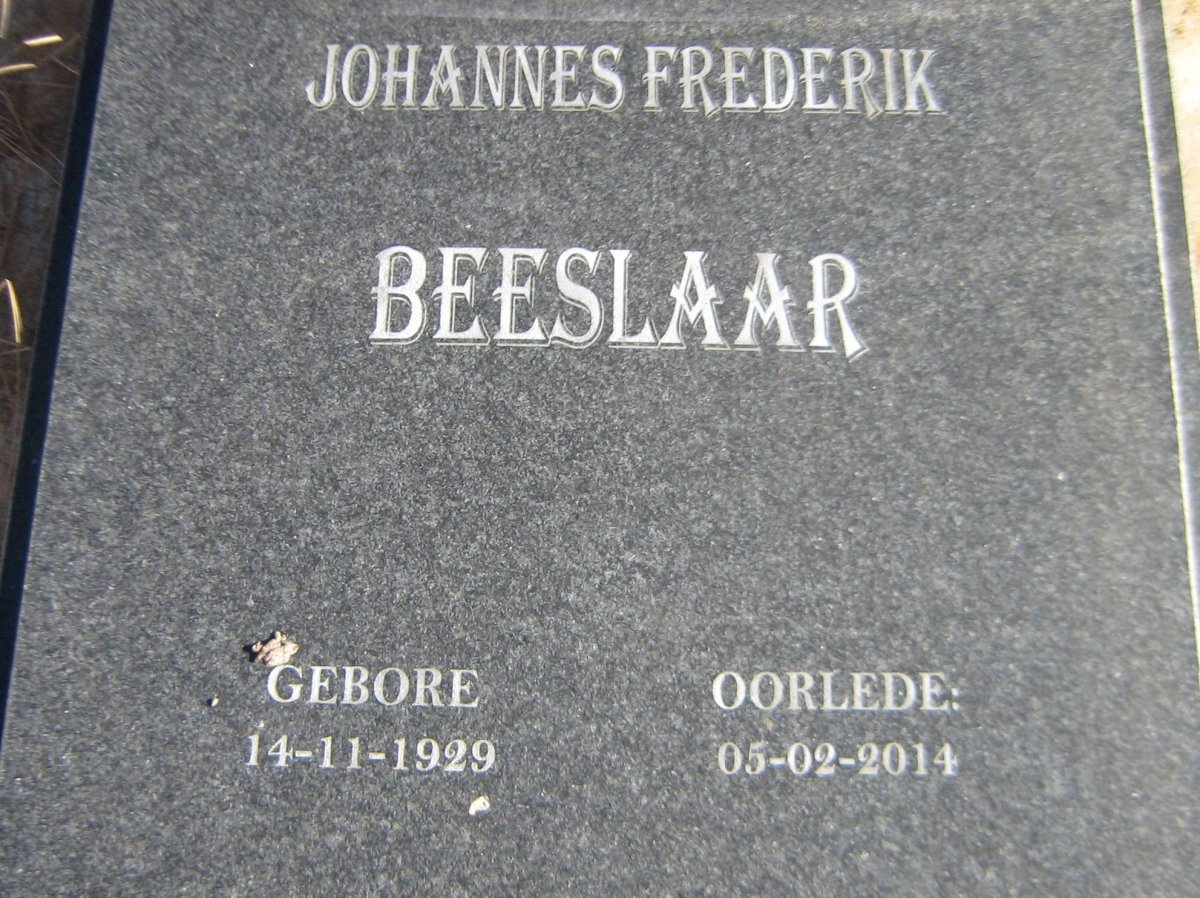 JOHANNES FREDERIK
BEESLAAR
GEBORE
OORLEDE:
14-11-1929
05-02-2014